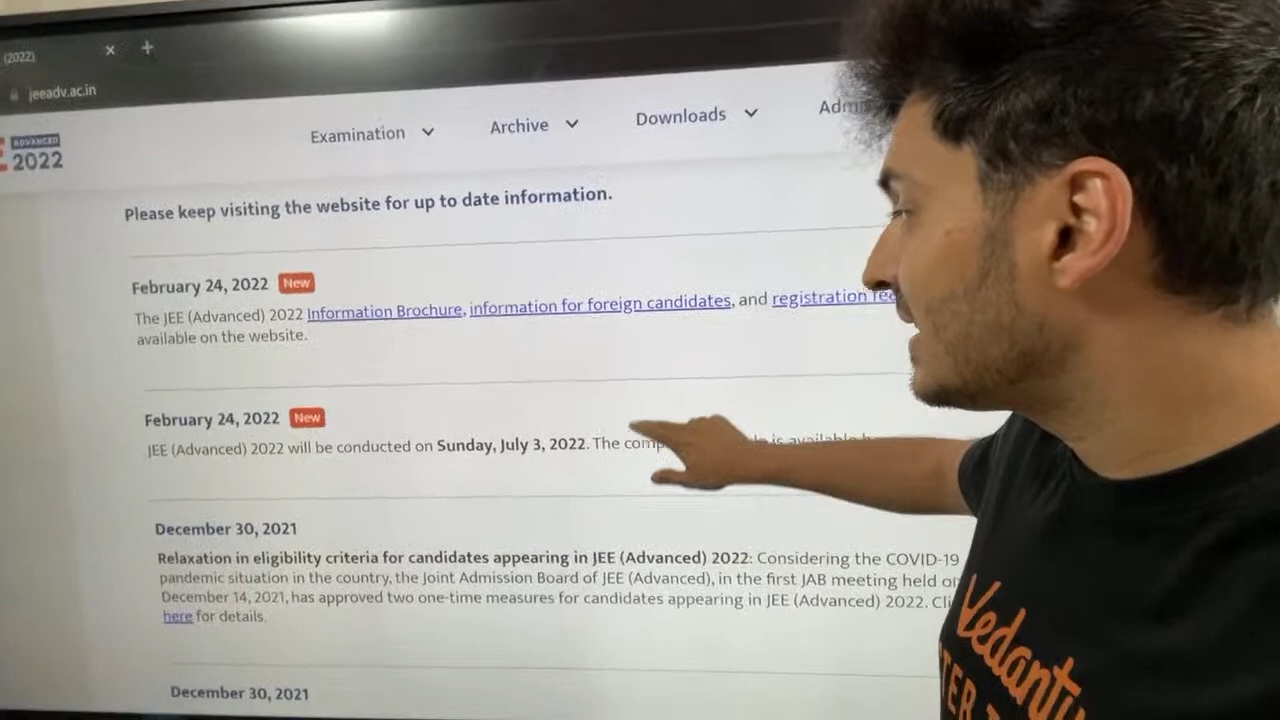 (2022)
jeeadv.ac.in
ADVANCED
2022
Examination
Archive
Downloads
Please keep visiting the website for up to date information.
February 24, 2022 New
The JEE (Advanced) 2022 Information Brochure, information for foreign candidates, and registration fee
available on the website.
February 24, 2022 New
JEE (Advanced) 2022 will be conducted on Sunday, July 3, 2022. The comp is available
December 30, 2021
Relaxation in eligibility criteria for candidates appearing in JEE (Advanced) 2022: Considering the COVID-19
pandemic situation in the country, the Joint Admission Board of JEE (Advanced), in the first JAB meeting held on
December 14, 2021, has approved two one-time measures for candidates appearing in JEE (Advanced) 2022. Cli
here for details.
December 30, 2021
Vedantu